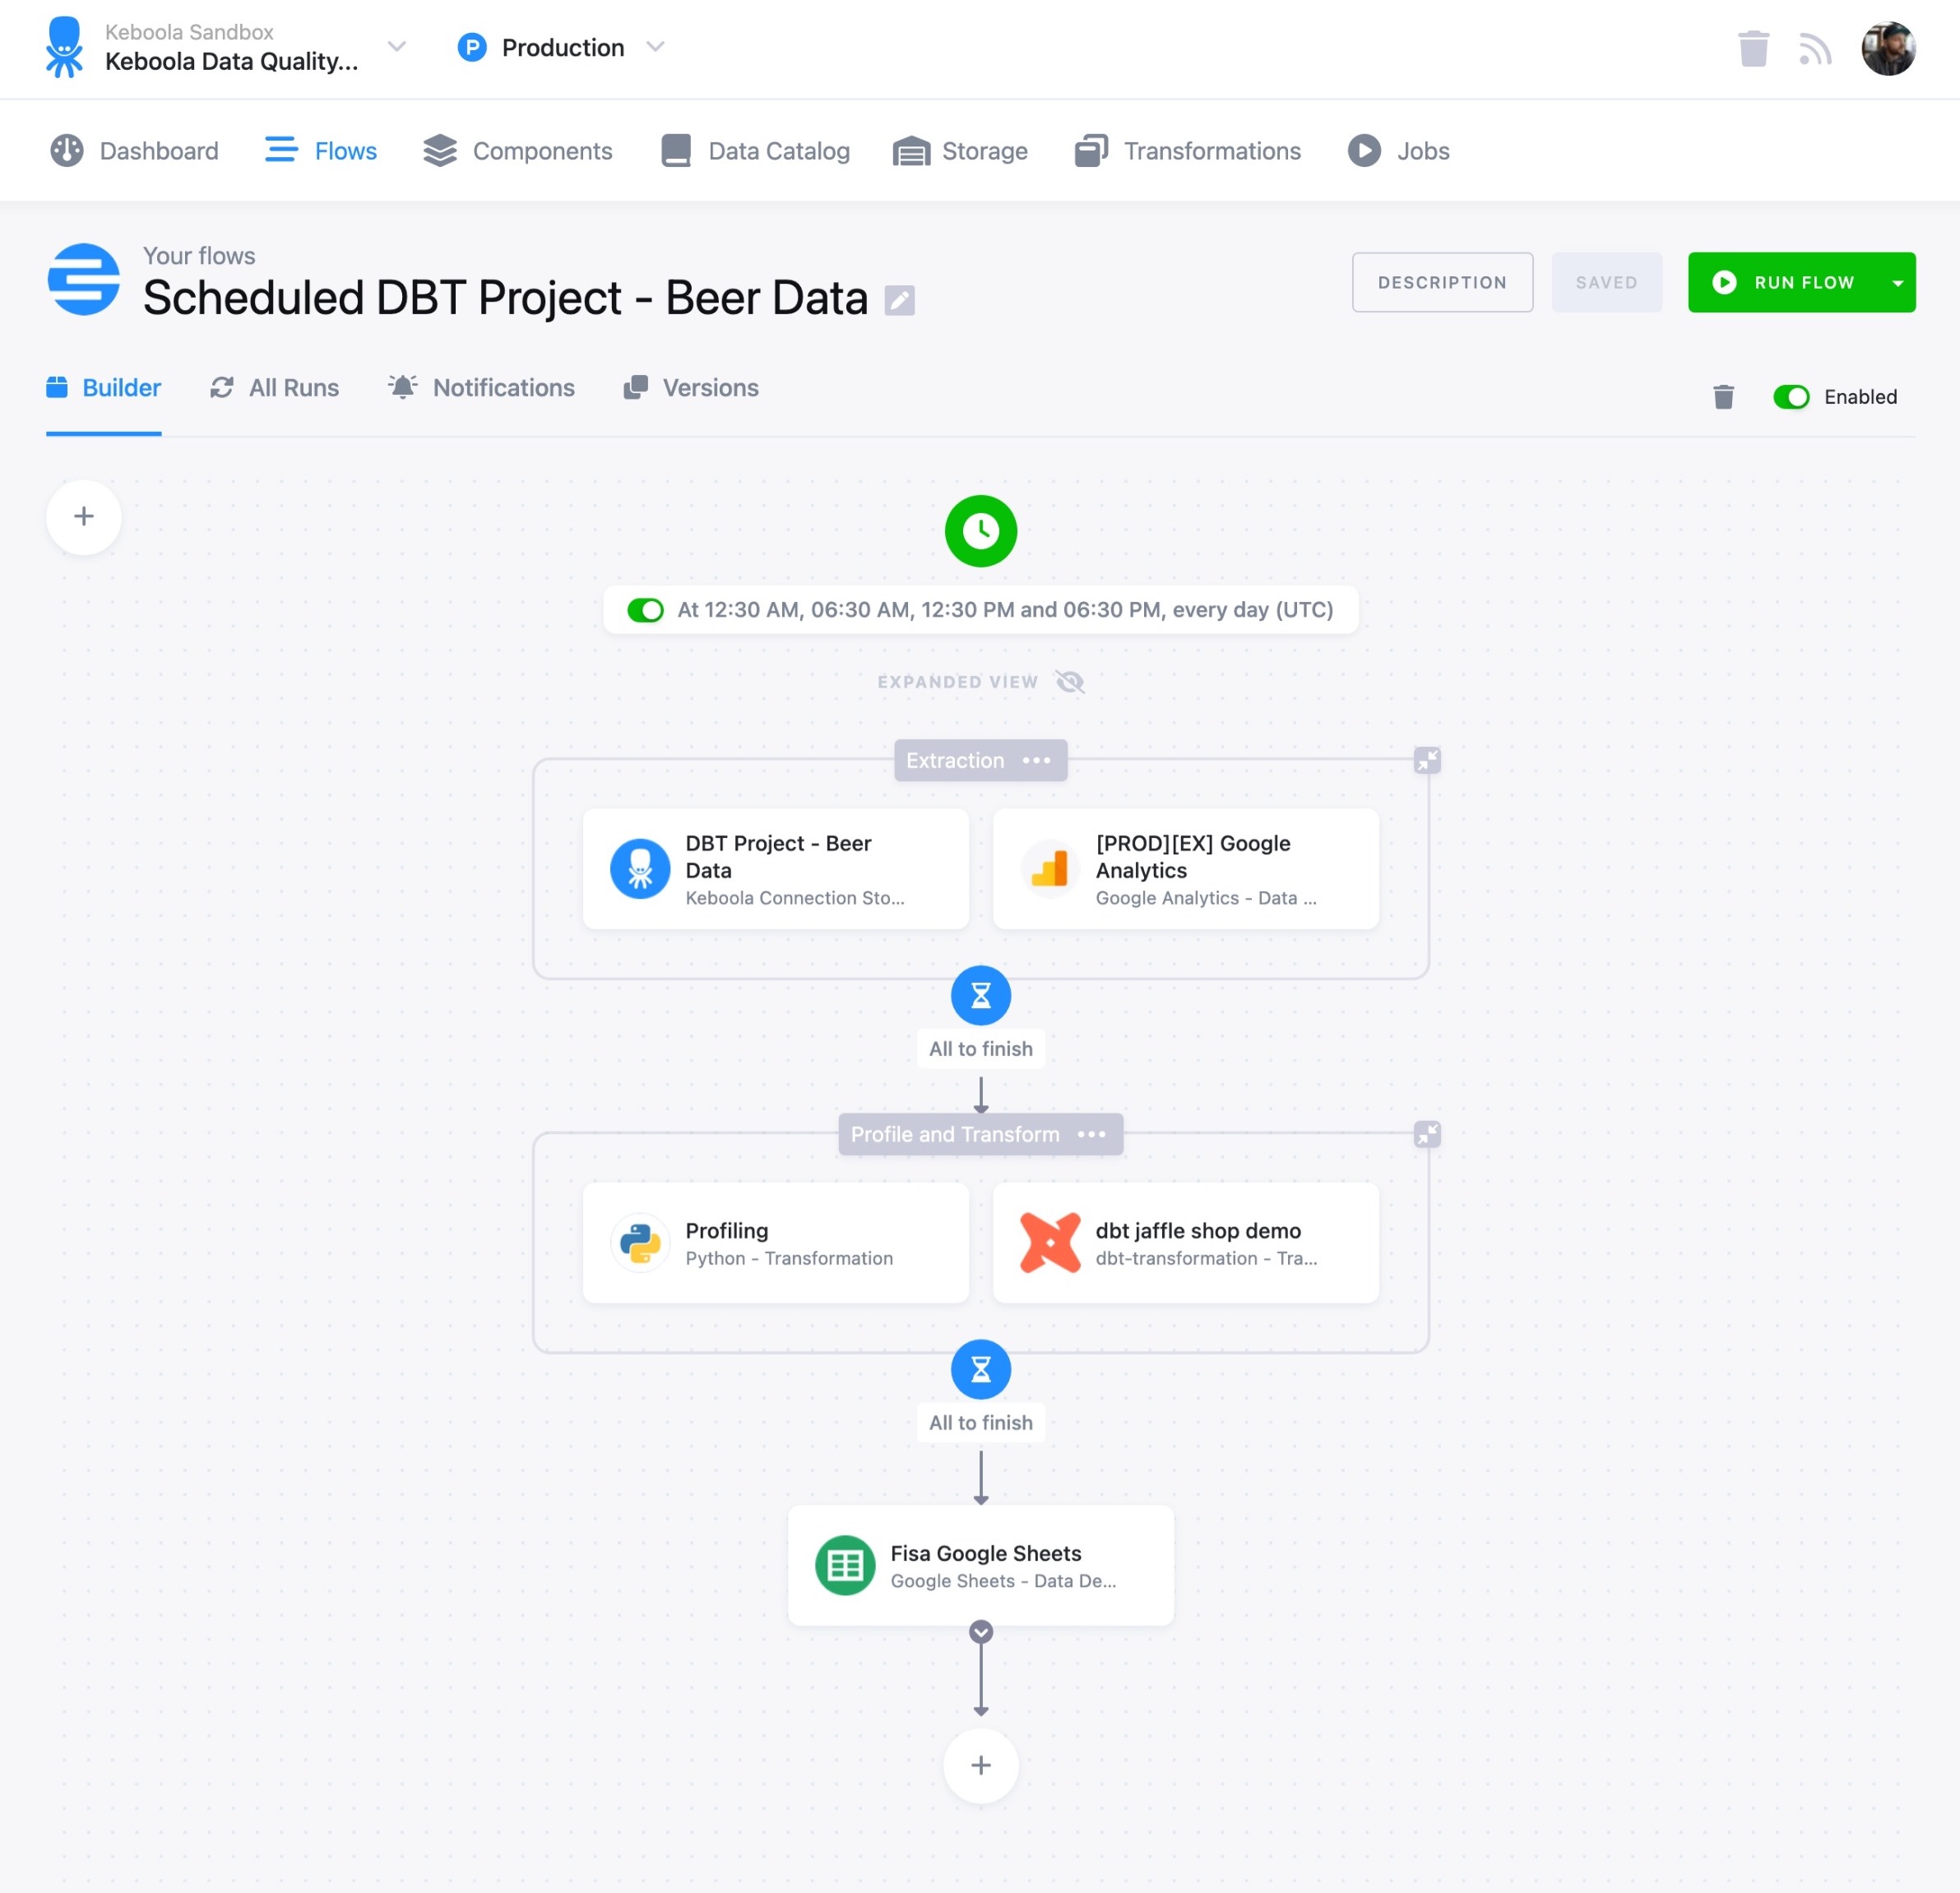 Keboola Sandbox
Keboola Data Quality...
P Production
Dashboard
Flows
Components
Data Catalog
Storage
Transformations
Jobs
Your flows
Scheduled DBT Project - Beer Data
DESCRIPTION
SAVED
RUN FLOW
Builder
All Runs
Notifications
Versions
Enabled
At 12:30 AM, 06:30 AM, 12:30 PM and 06:30 PM, every day (UTC)
EXPANDED VIEW
Extraction
DBT Project - Beer
Data
Keboola Connection Sto...
[PROD][EX] Google
Analytics
Google Analytics - Data ...
All to finish
Profile and Transform
Profiling
Python - Transformation
dbt jaffle shop demo
dbt-transformation - Tra...
All to finish
Fisa Google Sheets
Google Sheets - Data De...